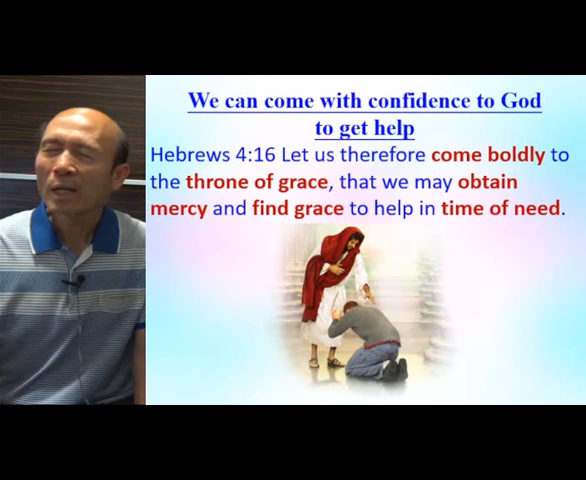 We can come with confidence to God
to get help
Hebrews 4:16 Let us therefore come boldly to
the throne of grace, that we may obtain
mercy and find grace to help in time of need.